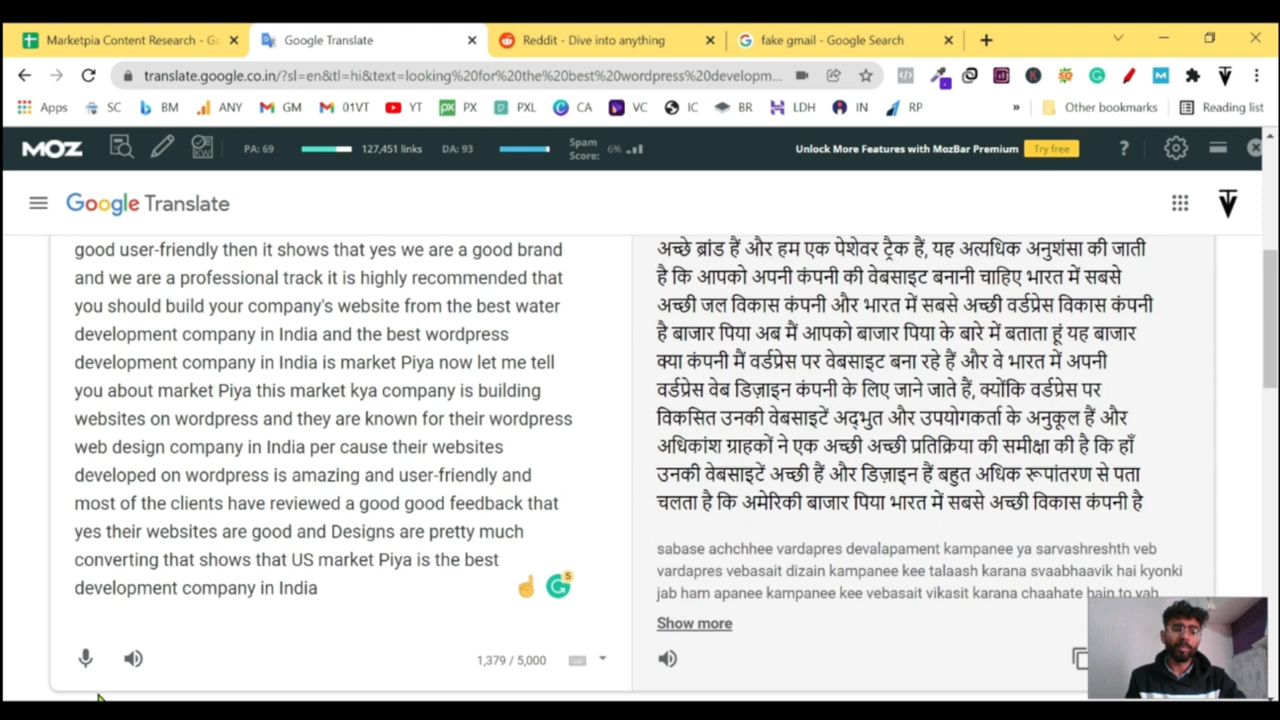 Marketpia Content Research - Go
Google Translate
Reddit - Dive into anything
fake gmail - Google Search
translate.google.co.in/?sl=en&tl=hi&text=looking%20for%20the%20best%20wordpress%20developm...
Apps SC BM ANY GM 01VT YT PX PXL CA VC IC BR LDH IN RP » Other bookmarks Reading list
MOZ PA: 69 127,451 links DA: 93 Spam Score: 6% Unlock More Features with MozBar Premium Try free ?
Google Translate
good user-friendly then it shows that yes we are a good brand
and we are a professional track it is highly recommended that
you should build your company's website from the best water
development company in India and the best wordpress
development company in India is market Piya now let me tell
you about market Piya this market kya company is building
websites on wordpress and they are known for their wordpress
web design company in India per cause their websites
developed on wordpress is amazing and user-friendly and
most of the clients have reviewed a good good feedback that
yes their websites are good and Designs are pretty much
converting that shows that US market Piya is the best
development company in India
5
1,379 / 5,000
अच्छे ब्रांड हैं और हम एक पेशेवर ट्रैक हैं, यह अत्यधिक अनुशंसा की जाती
है कि आपको अपनी कंपनी की वेबसाइट बनानी चाहिए भारत में सबसे
अच्छी जल विकास कंपनी और भारत में सबसे अच्छी वर्डप्रेस विकास कंपनी
है बाजार पिया अब मैं आपको बाजार पिया के बारे में बताता हूं यह बाजार
क्या कंपनी मैं वर्डप्रेस पर वेबसाइट बना रहे हैं और वे भारत में अपनी
वर्डप्रेस वेब डिज़ाइन कंपनी के लिए जाने जाते हैं, क्योंकि वर्डप्रेस पर
विकसित उनकी वेबसाइटें अद्भुत और उपयोगकर्ता के अनुकूल हैं और
अधिकांश ग्राहकों ने एक अच्छी अच्छी प्रतिक्रिया की समीक्षा की है कि हाँ
उनकी वेबसाइटें अच्छी हैं और डिज़ाइन हैं बहुत अधिक रूपांतरण से पता
चलता है कि अमेरिकी बाजार पिया भारत में सबसे अच्छी विकास कंपनी है
sabase achchhee vardapres devalapament kampanee ya sarvashreshth veb
vardapres vebasait dizain kampanee kee talaash karana svaabhaavik hai kyonki
jab ham apanee kampanee kee vebasait vikasit karana chaahate hain to yah
Show more